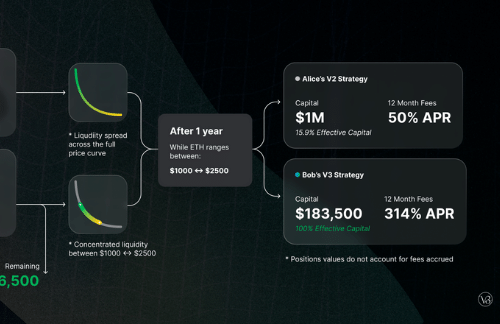 Alice's V2 Strategy
Capital
12 Month Fees
$1M
50% APR
15.9% Effective Capital
* Liqudiity spread
across the full
price curve
After 1 year
While ETH ranges
between:
$1000 ↔ $2500
Bob's V3 Strategy
Capital
12 Month Fees
$183,500
314% APR
100% Effective Capital
* Concentrated liquidity
between $1000 ↔ $2500
* Positions values do not account for fees accrued
Remaining
6,500
V3